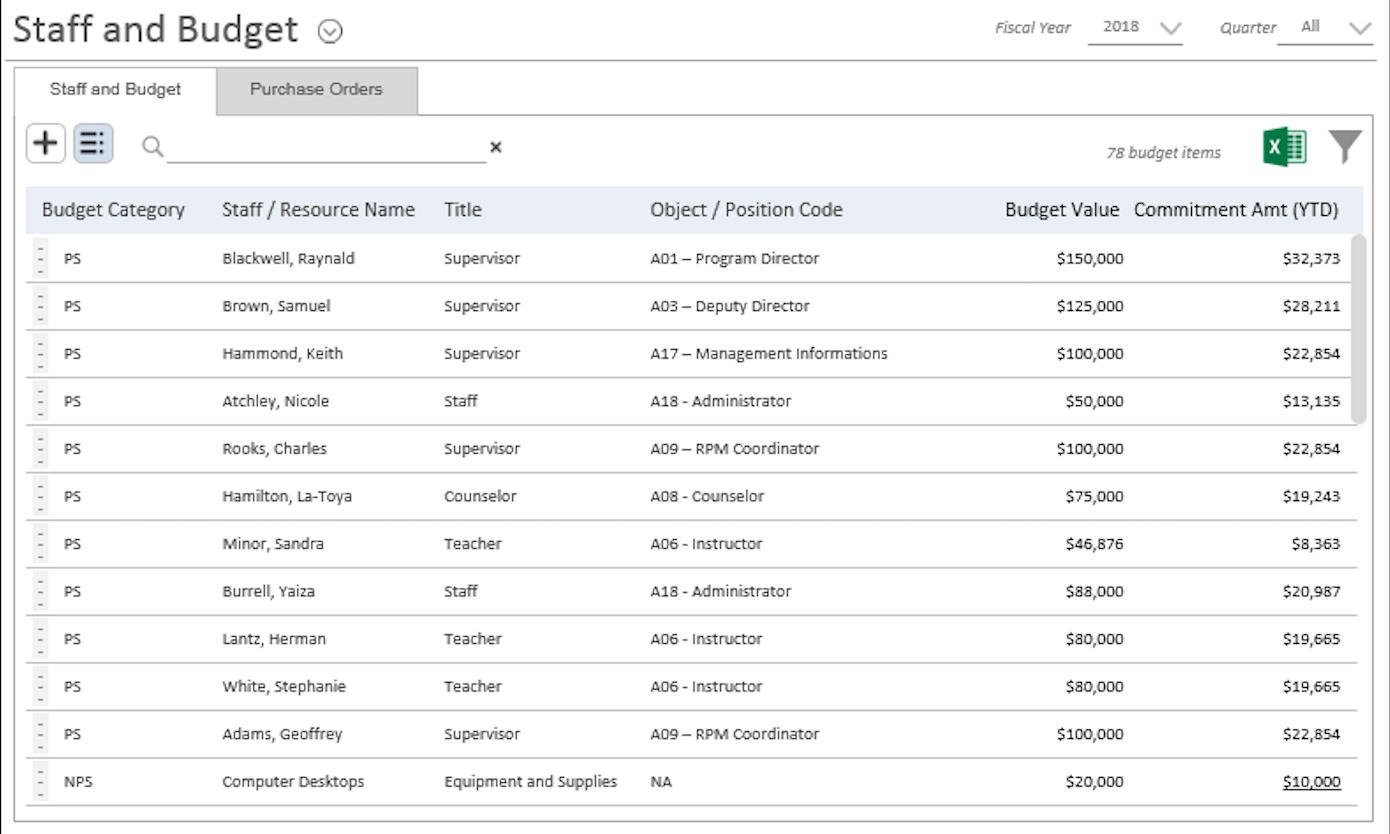 Staff and Budget
Fiscal Year 2018 Quarter All
Staff and Budget Purchase Orders
78 budget items
Budget Category Staff / Resource Name Title Object / Position Code Budget Value Commitment Amt (YTD)
PS Blackwell, Raynald Supervisor A01 – Program Director $150,000 $32,373
PS Brown, Samuel Supervisor A03 – Deputy Director $125,000 $28,211
PS Hammond, Keith Supervisor A17 – Management Informations $100,000 $22,854
PS Atchley, Nicole Staff A18 - Administrator $50,000 $13,135
PS Rooks, Charles Supervisor A09 – RPM Coordinator $100,000 $22,854
PS Hamilton, La-Toya Counselor A08 - Counselor $75,000 $19,243
PS Minor, Sandra Teacher A06 - Instructor $46,876 $8,363
PS Burrell, Yaiza Staff A18 - Administrator $88,000 $20,987
PS Lantz, Herman Teacher A06 - Instructor $80,000 $19,665
PS White, Stephanie Teacher A06 - Instructor $80,000 $19,665
PS Adams, Geoffrey Supervisor A09 – RPM Coordinator $100,000 $22,854
NPS Computer Desktops Equipment and Supplies NA $20,000 $10,000